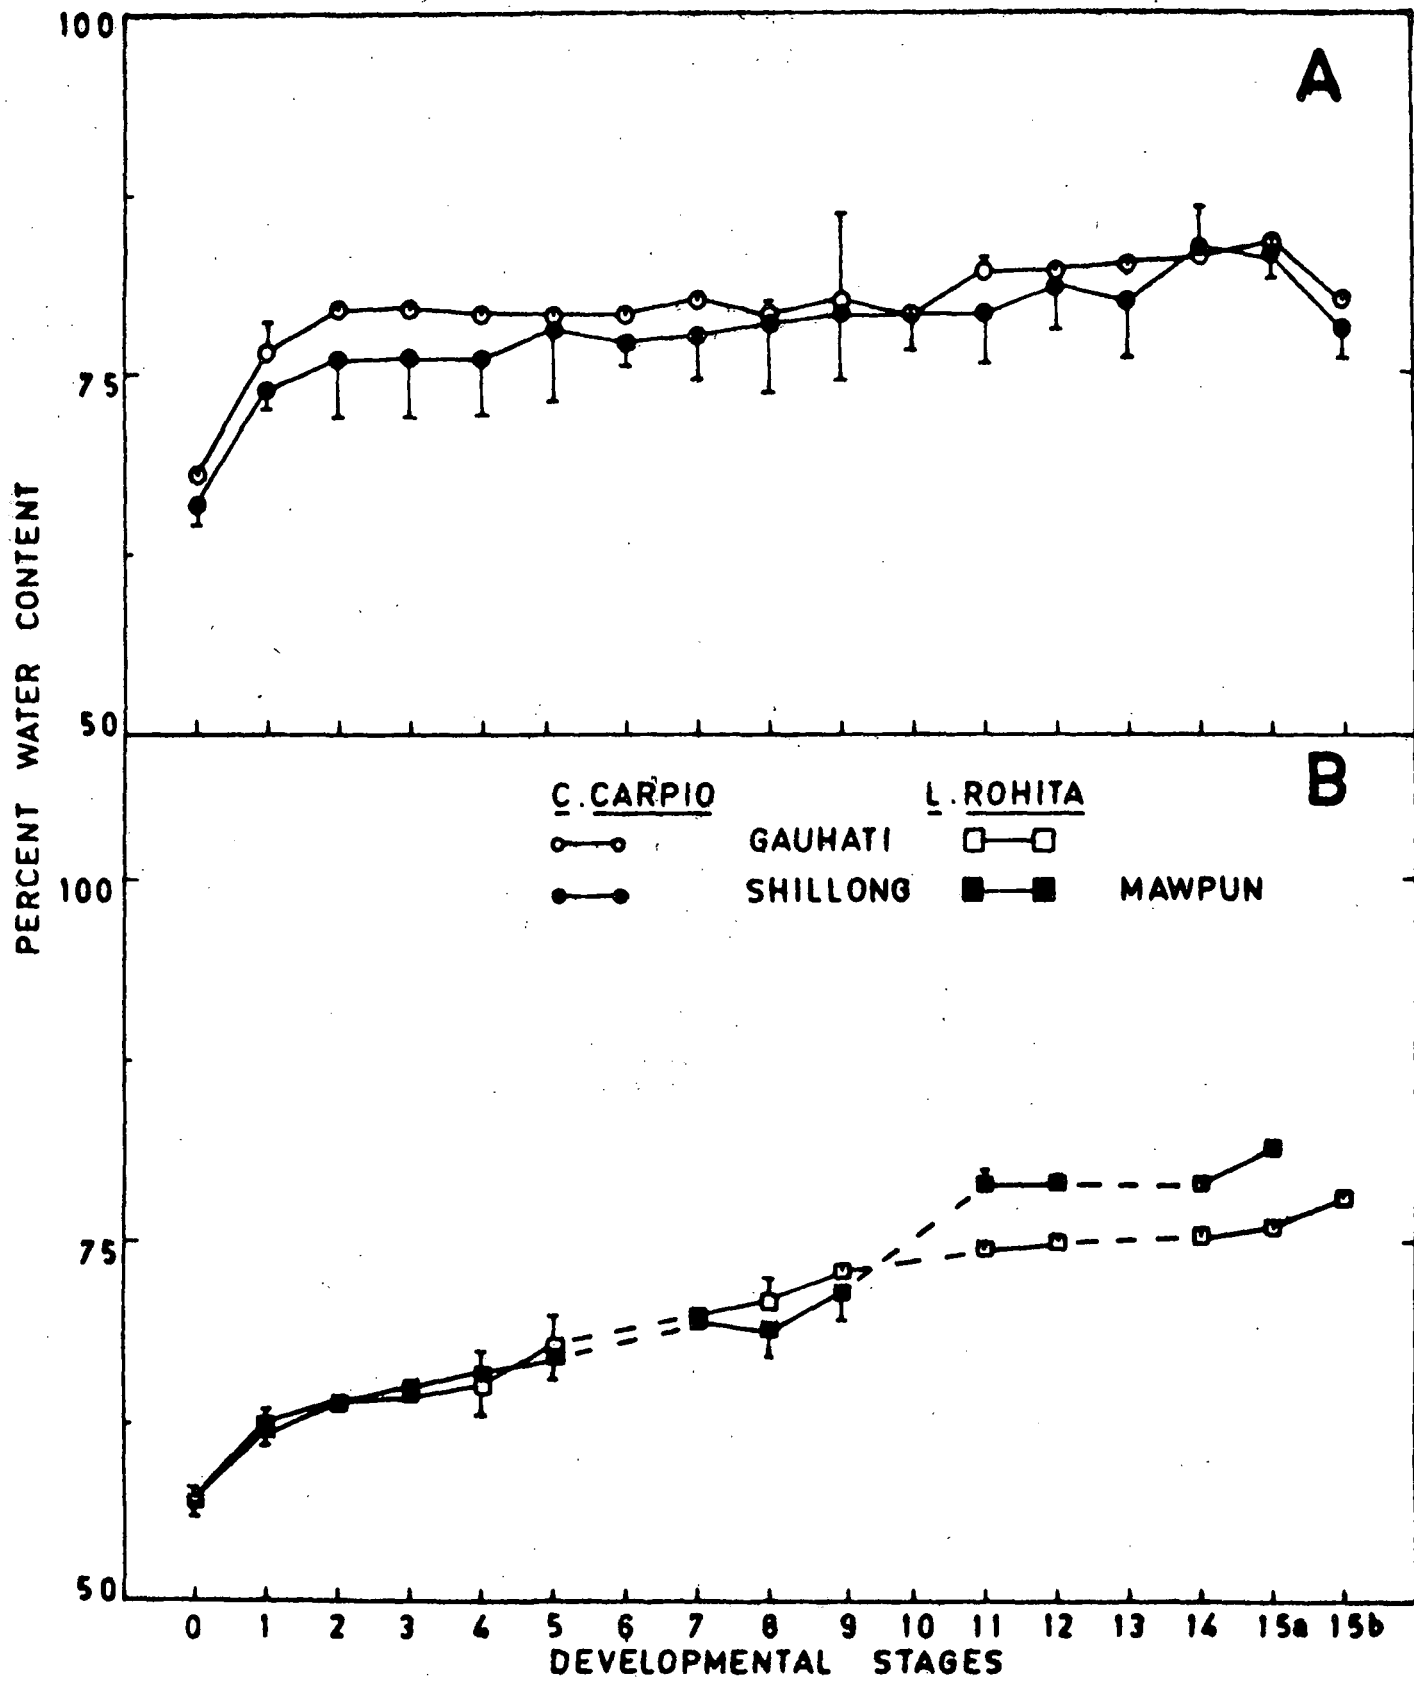 100
A
75
50
PERCENT WATER CONTENT
B
C. CARPIO L. ROHITA
GAUHATI
SHILLONG MAWPUN
100
75
50
0 1 2 3 4 5 6 7 8 9 10 11 12 13 14 15a 15b
DEVELOPMENTAL STAGES